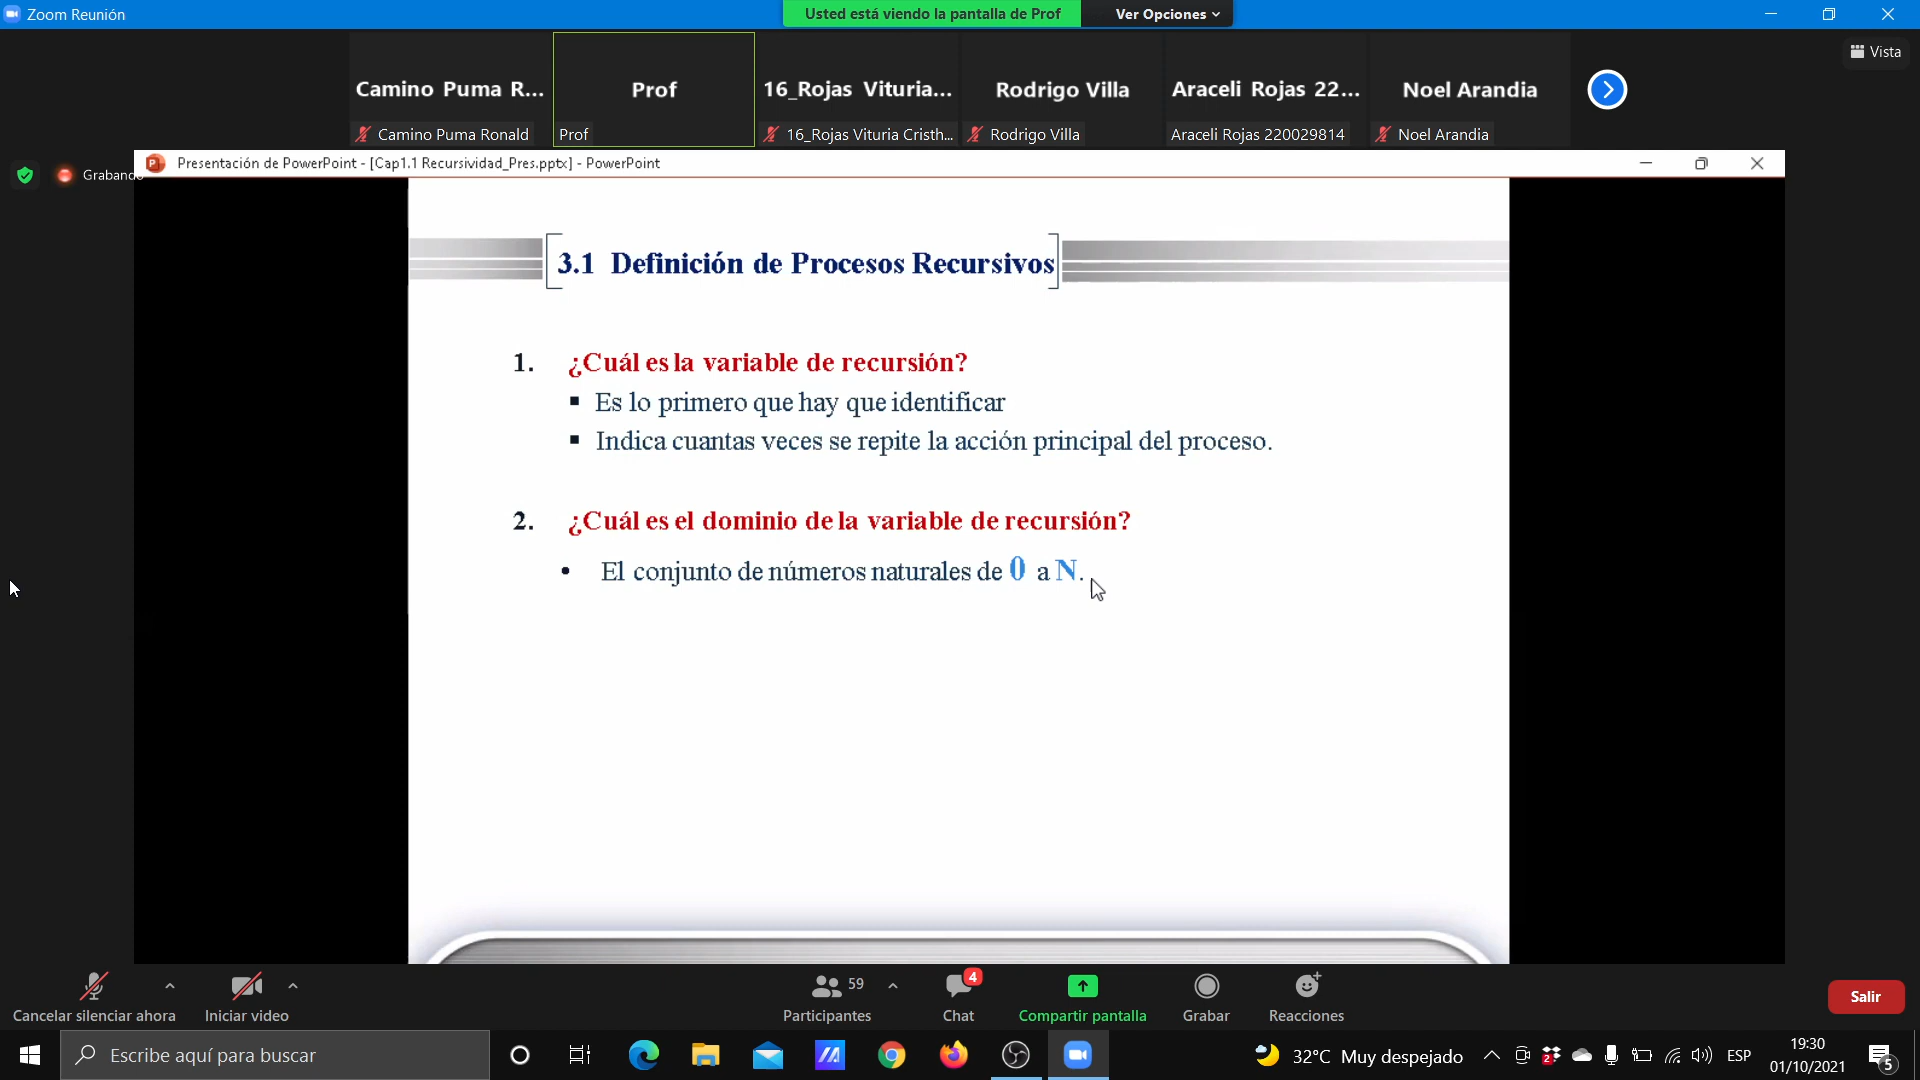 Zoom Reunión
Usted está viendo la pantalla de Prof
Ver Opciones
Vista
Camino Puma R...
Prof
16_Rojas Vituria...
Rodrigo Villa
Araceli Rojas 22...
Noel Arandia
Camino Puma Ronald
Prof
16_Rojas Vituria Cristh...
Rodrigo Villa
Araceli Rojas 220029814
Noel Arandia
Grabando
Presentación de PowerPoint - [Cap1.1 Recursividad_Pres.pptx] - PowerPoint
3.1 Definición de Procesos Recursivos
1. ¿Cuál es la variable de recursión?
▪ Es lo primero que hay que identificar
▪ Indica cuantas veces se repite la acción principal del proceso.
2. ¿Cuál es el dominio de la variable de recursión?
• El conjunto de números naturales de 0 a N.
Cancelar silenciar ahora
Iniciar video
59
Participantes
4
Chat
Compartir pantalla
Grabar
Reacciones
Salir
Escribe aquí para buscar
32°C Muy despejado
2
ESP
19:30
01/10/2021
5